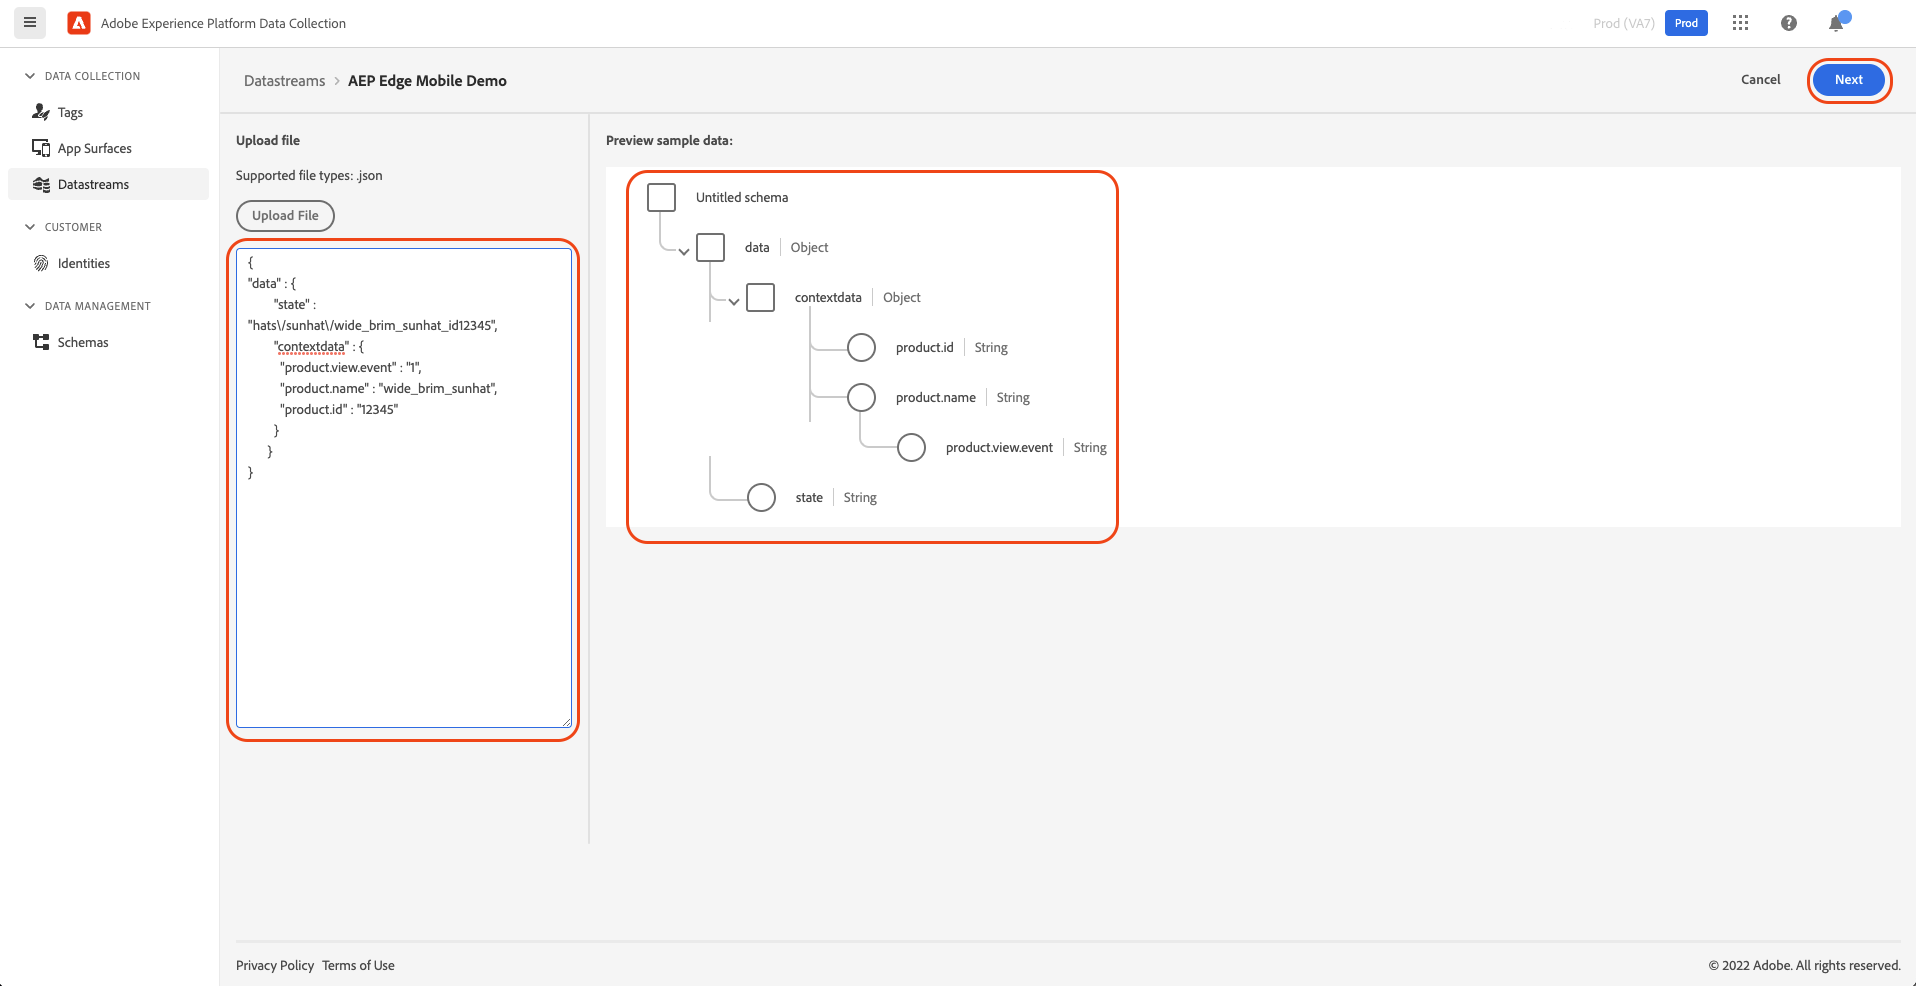 Adobe Experience Platform Data Collection
Prod (VA7)
Prod
DATA COLLECTION
Tags
App Surfaces
Datastreams
CUSTOMER
Identities
DATA MANAGEMENT
Schemas
Datastreams > AEP Edge Mobile Demo
Cancel
Next
Upload file
Supported file types: .json
Upload File
{
"data" : {
"state" :
"hats\/sunhat\/wide_brim_sunhat_id12345",
"contextdata" : {
"product.view.event" : "1",
"product.name" : "wide_brim_sunhat",
"product.id" : "12345"
}
}
}
Preview sample data:
Untitled schema
data | Object
contextdata | Object
product.id | String
product.name | String
product.view.event | String
state | String
Privacy Policy Terms of Use
© 2022 Adobe. All rights reserved.